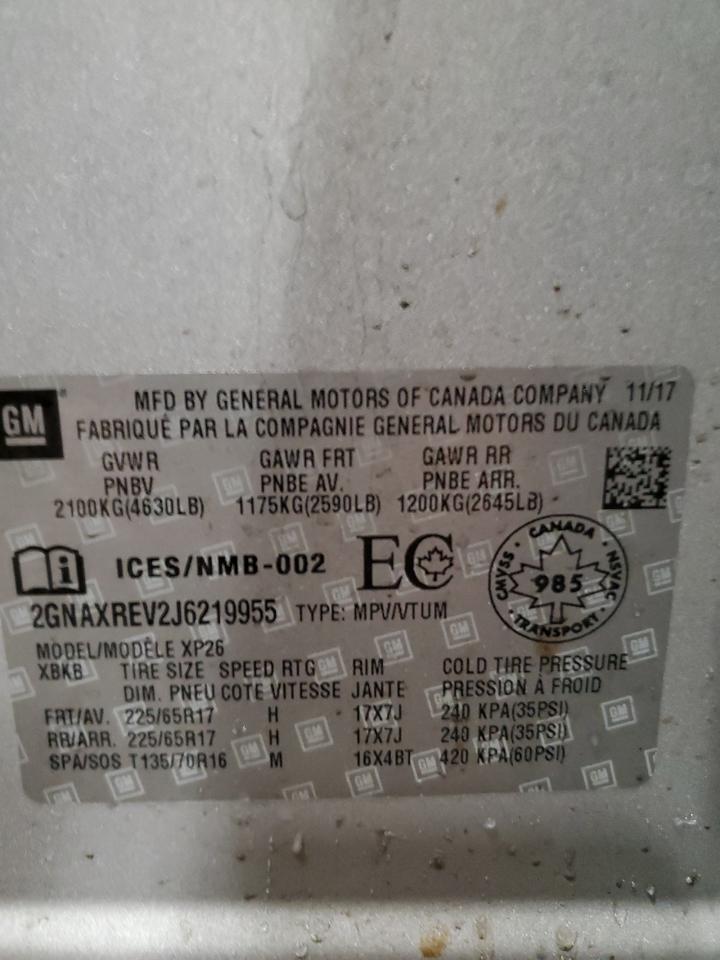 GM
MFD BY GENERAL MOTORS OF CANADA COMPANY 11/17
FABRIQUÉ PAR LA COMPAGNIE GENERAL MOTORS DU CANADA
GVWR GAWR FRT GAWR RR
PNBV PNBE AV. PNBE ARR.
2100KG(4630LB) 1175KG(2590LB) 1200KG(2645LB)
ICES/NMB-002 EC
CANADA
CMVSS 985 NSVAC
TRANSPORT
2GNAXREV2J6219955 TYPE: MPV/VTUM
MODEL/MODÈLE XP26
XBKB TIRE SIZE SPEED RTG RIM COLD TIRE PRESSURE
DIM. PNEU COTE VITESSE JANTE PRESSION À FROID
FRT/AV. 225/65R17 H 17X7J 240 KPA(35PSI)
RR/ARR. 225/65R17 H 17X7J 240 KPA(35PSI)
SPA/SOS T135/70R16 M 16X4BT 420 KPA(60PSI)